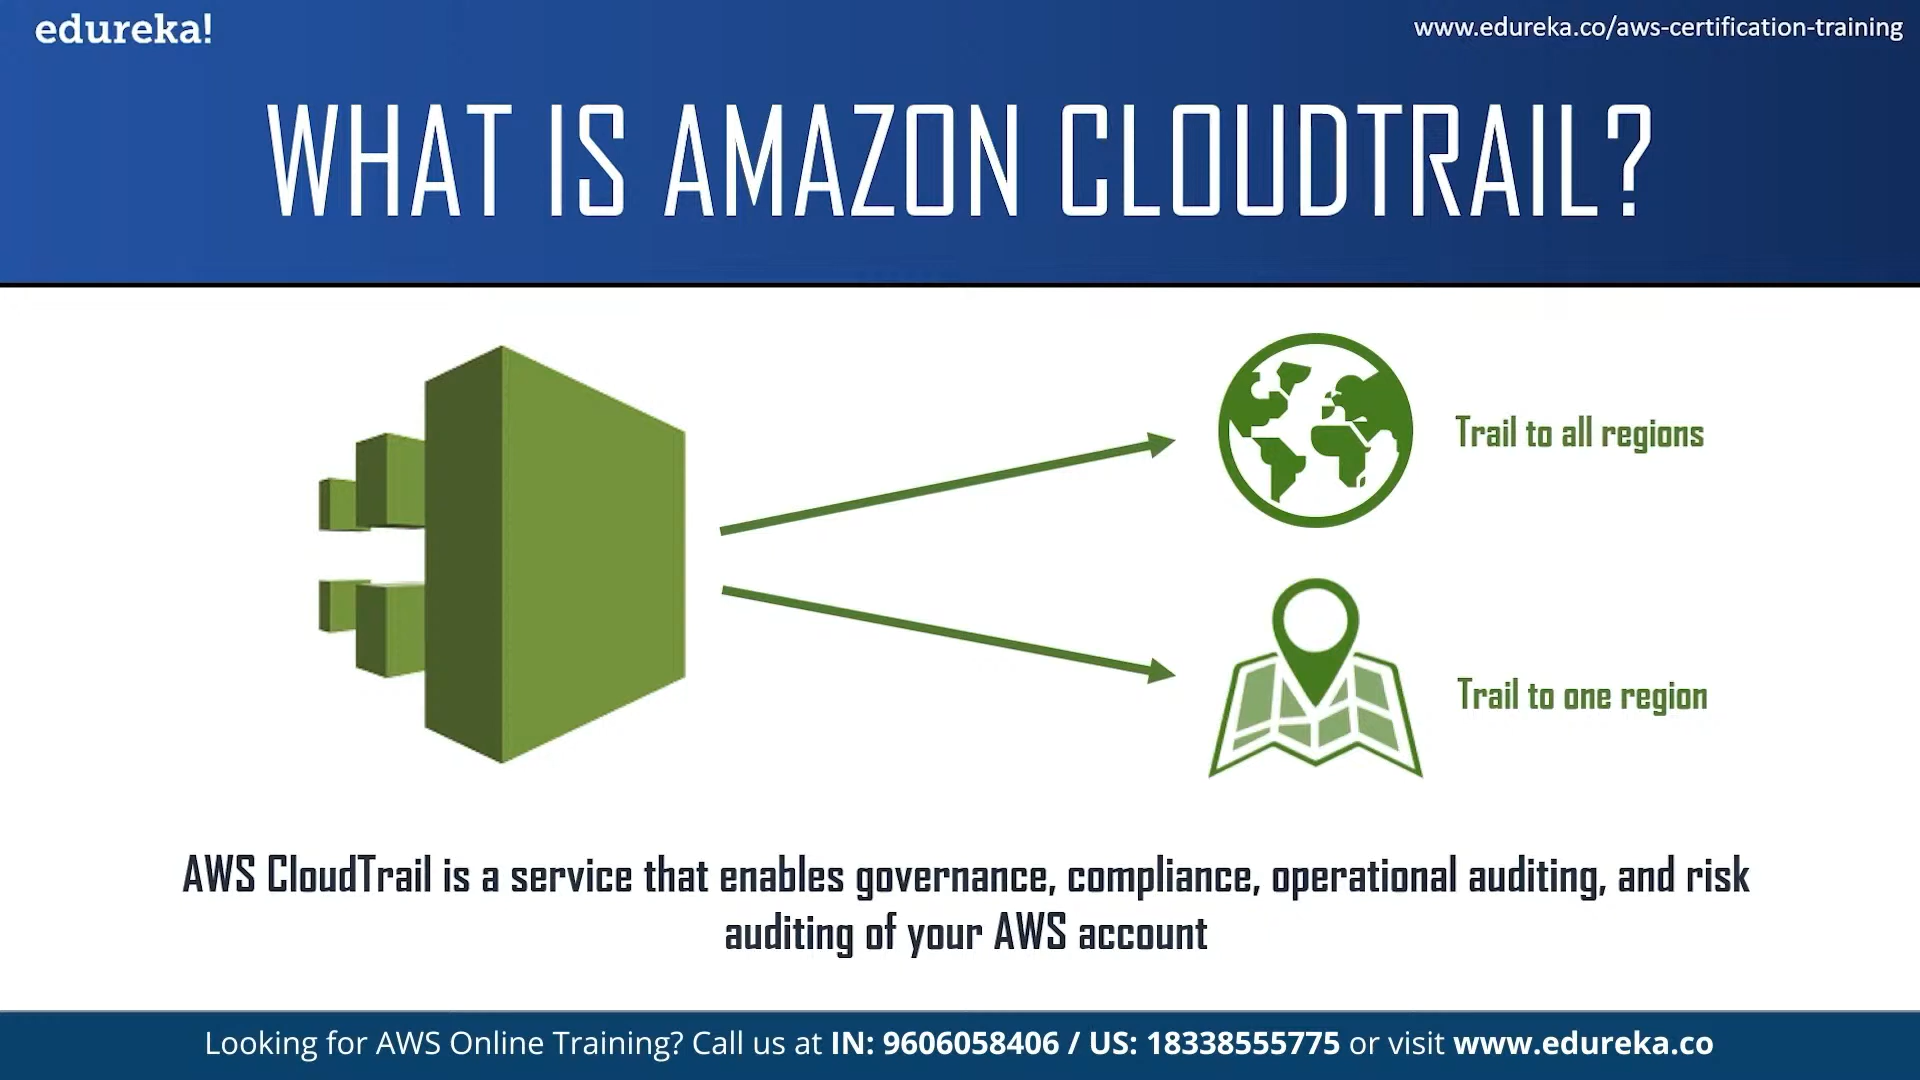 edureka!
www.edureka.co/aws-certification-training
WHAT IS AMAZON CLOUDTRAIL?
Trail to all regions
Trail to one region
AWS CloudTrail is a service that enables governance, compliance, operational auditing, and risk
auditing of your AWS account
Looking for AWS Online Training? Call us at IN: 9606058406 / US: 18338555775 or visit www.edureka.co